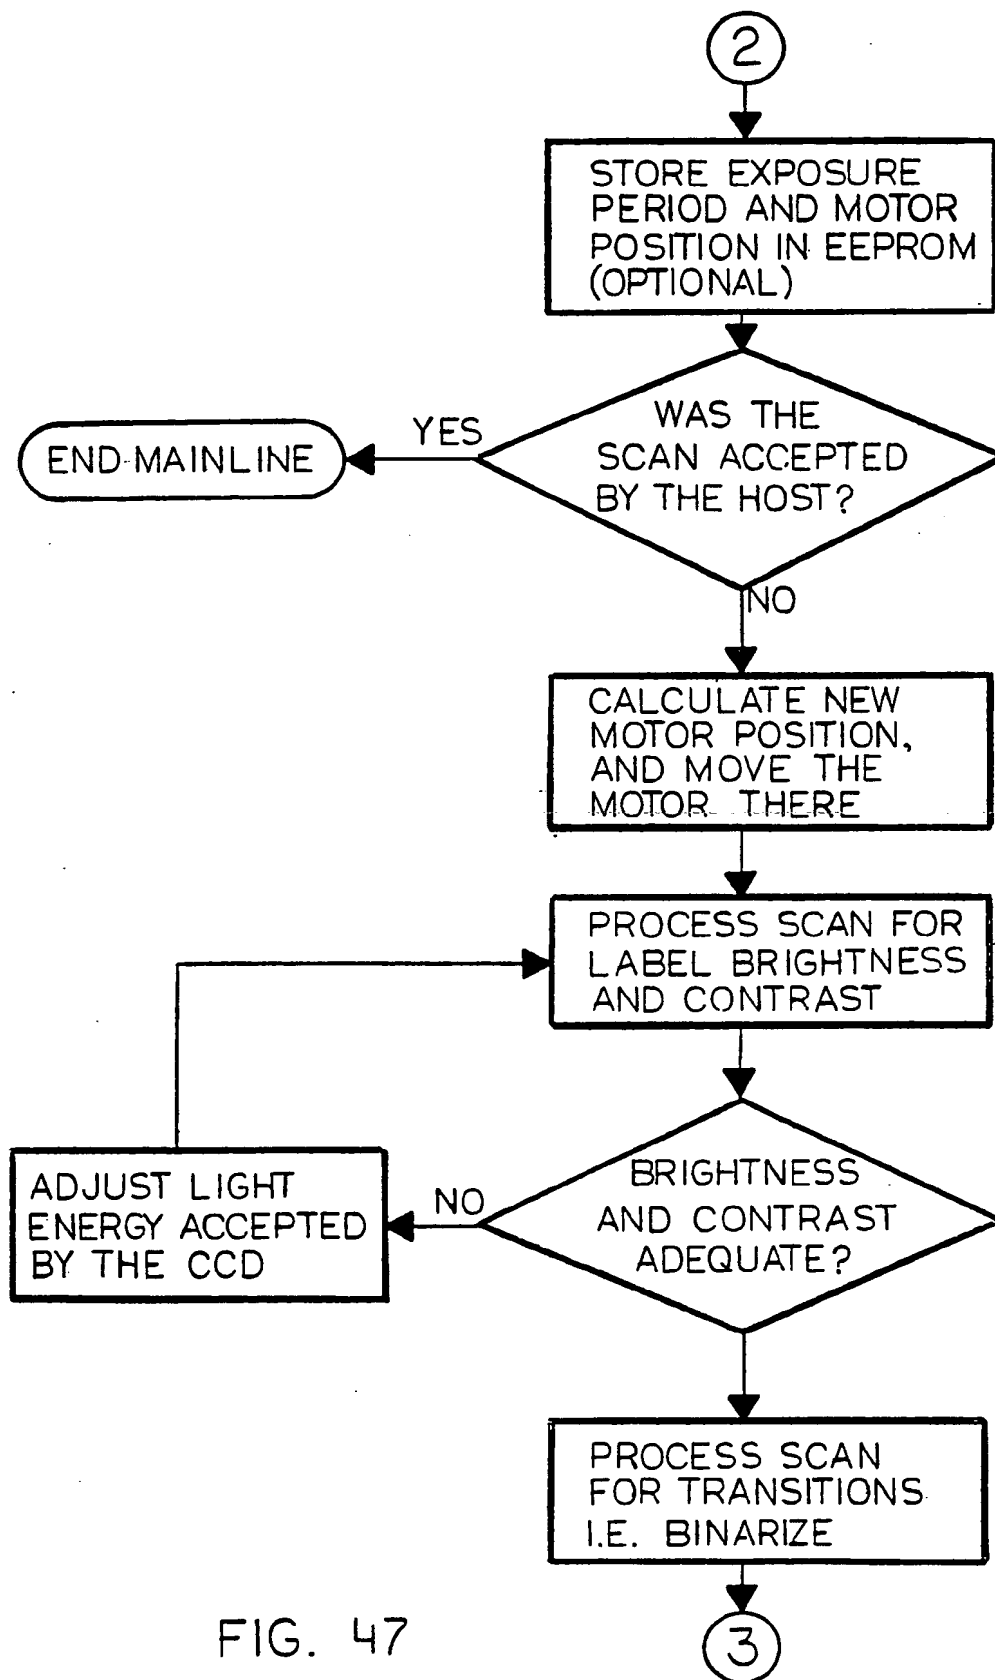 2
STORE EXPOSURE
PERIOD AND MOTOR
POSITION IN EEPROM
(OPTIONAL)
WAS THE
SCAN ACCEPTED
BY THE HOST?
YES
END-MAINLINE
NO
CALCULATE NEW
MOTOR POSITION,
AND MOVE THE
MOTOR THERE
PROCESS SCAN FOR
LABEL BRIGHTNESS
AND CONTRAST
BRIGHTNESS
AND CONTRAST
ADEQUATE?
NO
ADJUST LIGHT
ENERGY ACCEPTED
BY THE CCD
PROCESS SCAN
FOR TRANSITIONS
I.E. BINARIZE
3
FIG. 47